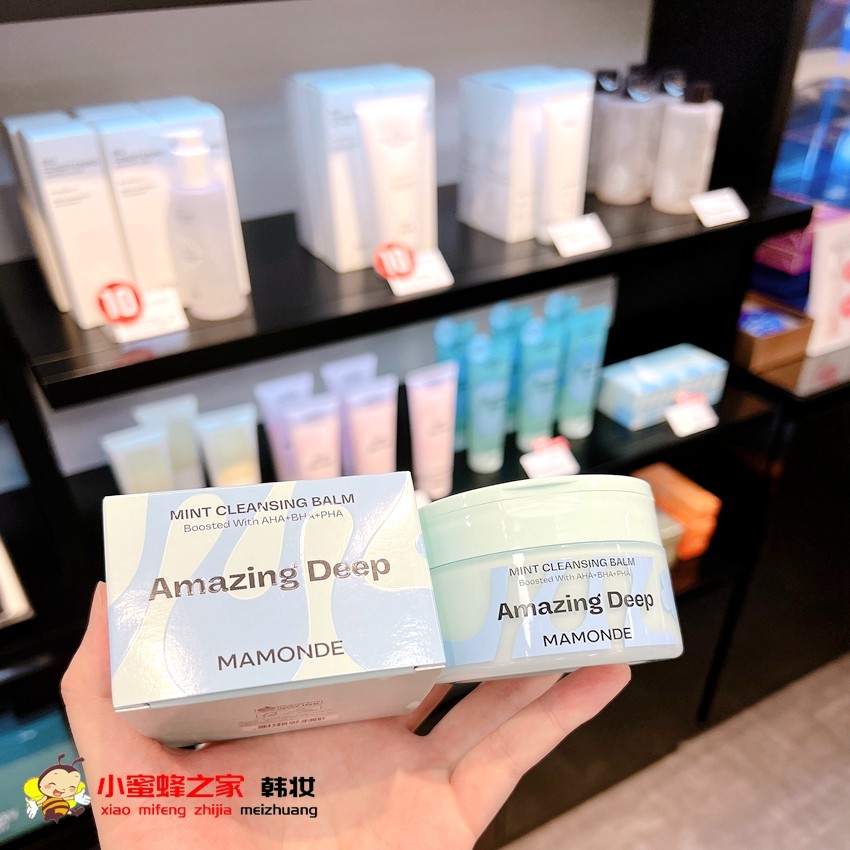 10
10
MINT CLEANSING BALM
Boosted With AHA+BHA+PHA
Amazing Deep
MAMONDE
MINT CLEANSING BALM
Boosted With AHA+BHA+PHA
Amazing Deep
MAMONDE
小蜜蜂之家 韩妆
xiao mifeng zhijia meizhuang